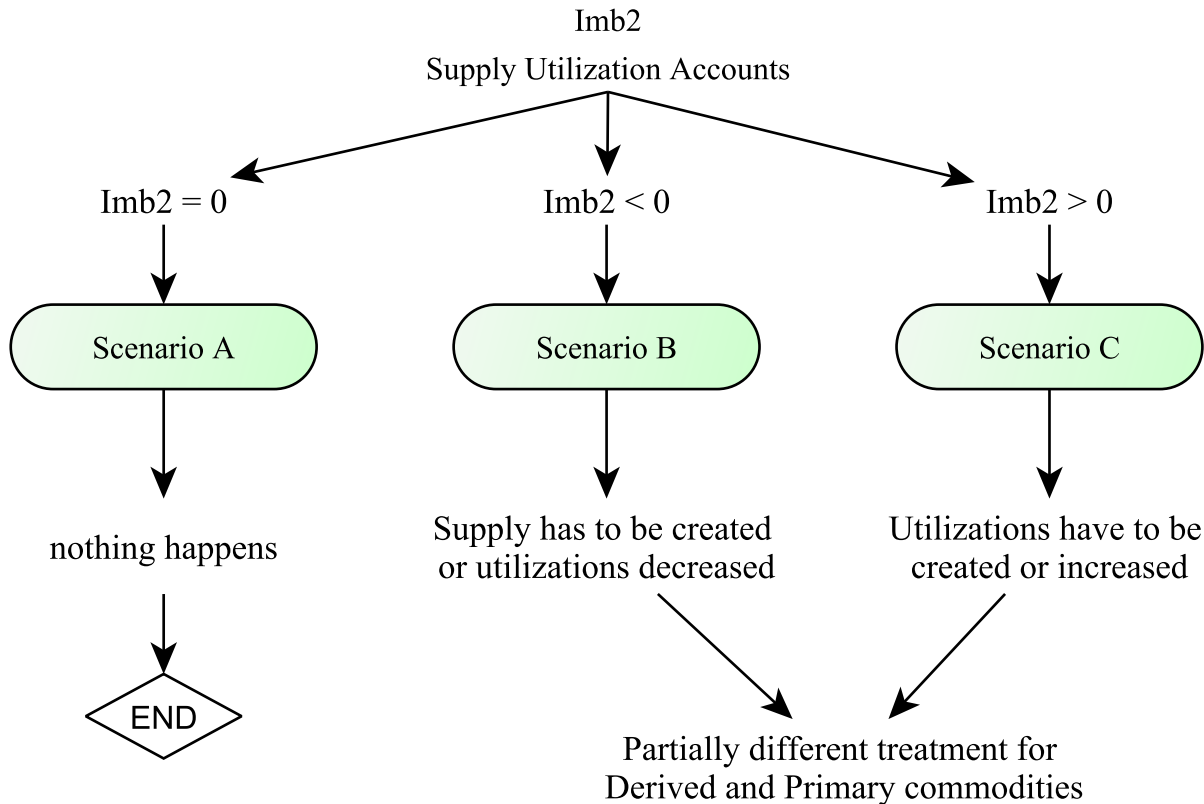 Imb2
Supply Utilization Accounts
Imb2 = 0
Imb2 < 0
Imb2 > 0
Scenario A
Scenario B
Scenario C
nothing happens
Supply has to be created
or utilizations decreased
Utilizations have to be
created or increased
END
Partially different treatment for
Derived and Primary commodities